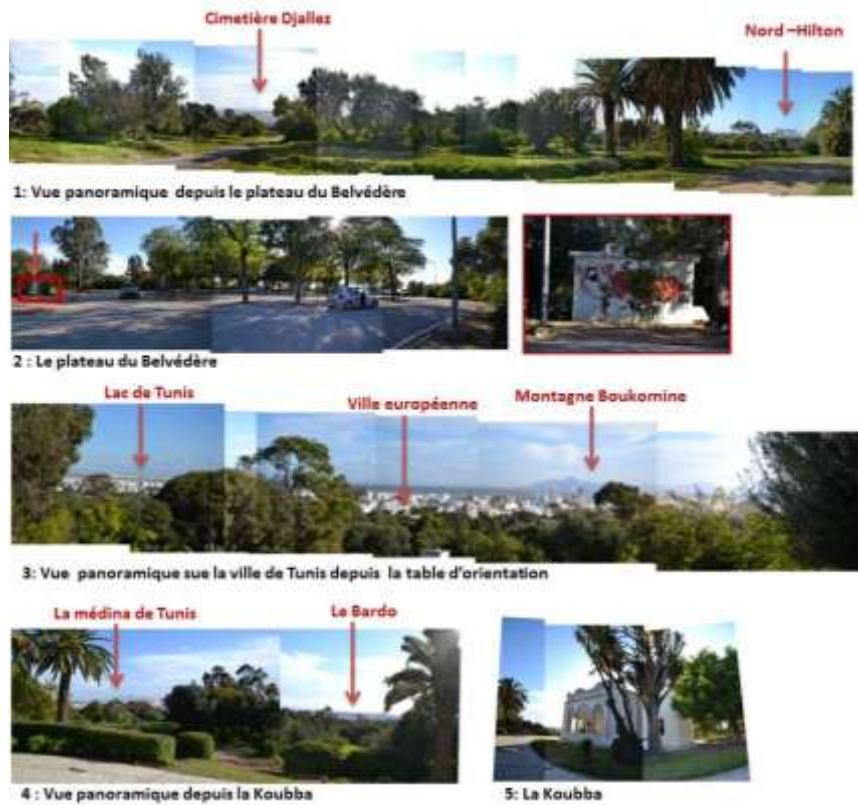 Cimetière Djallez
Nord –Hilton
1: Vue panoramique depuis le plateau du Belvédère
2 : Le plateau du Belvédère
Lac de Tunis
Ville européenne
Montagne Boukornine
3: Vue panoramique sue la ville de Tunis depuis la table d'orientation
La médina de Tunis
Le Bardo
4 : Vue panoramique depuis la Koubba
5: La Koubba